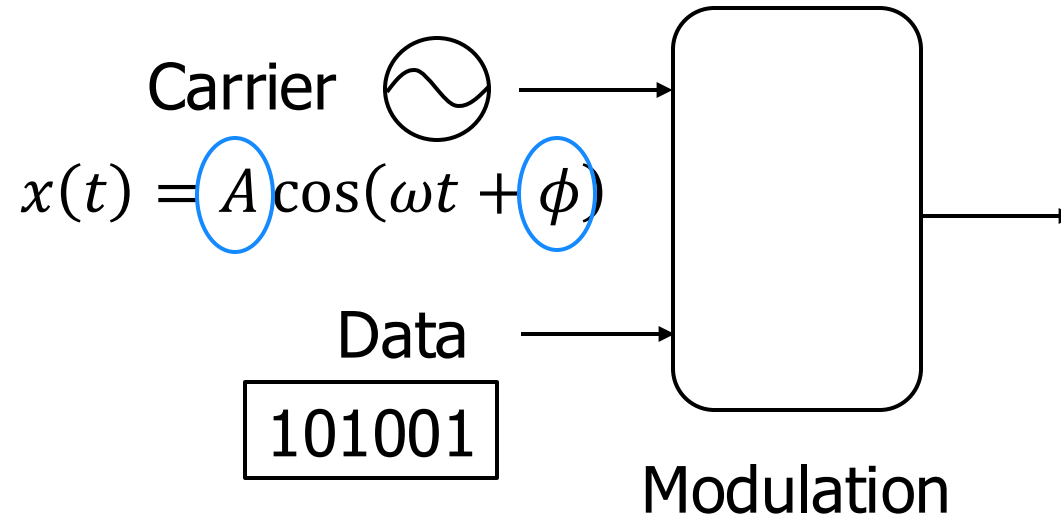 Carrier
x(t) = A cos(ωt + ϕ)
Data
101001
Modulation